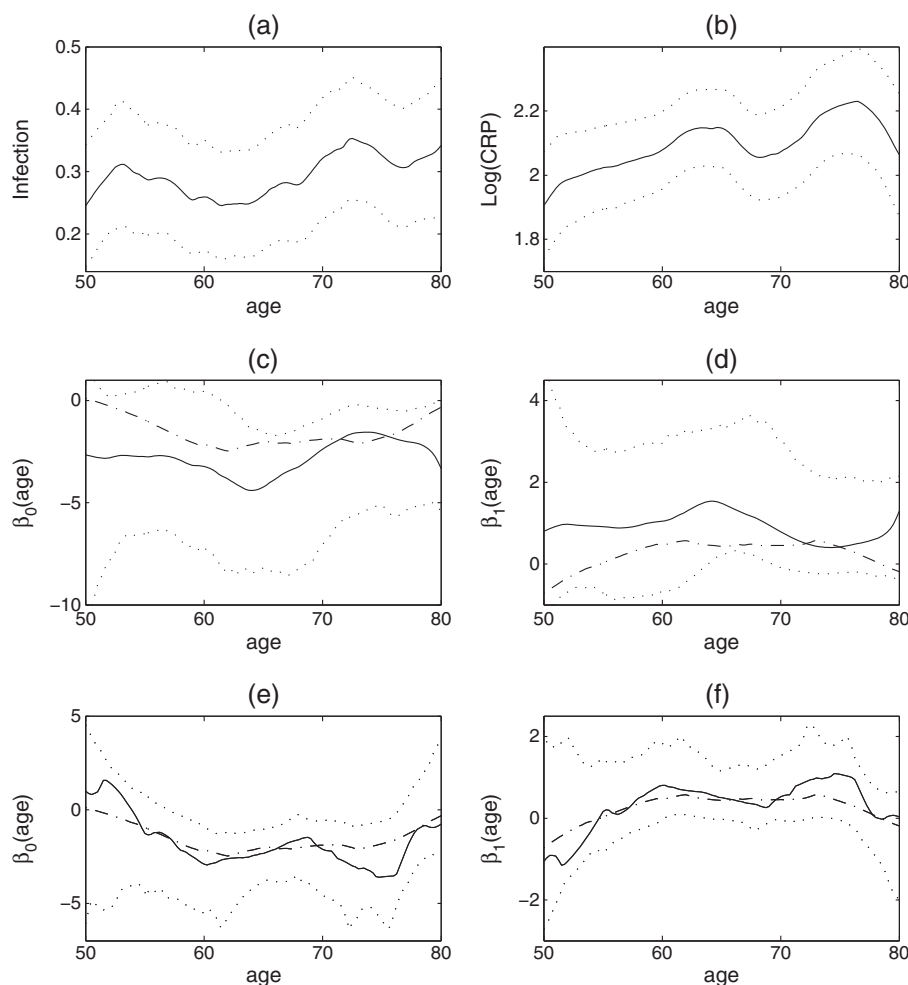 (a)
0.5
0.4
0.3
0.2
Infection
50 60 70 80
age
(b)
2.2
2
1.8
Log(CRP)
50 60 70 80
age
(c)
0
−5
−10
β0(age)
50 60 70 80
age
(d)
4
2
0
β1(age)
50 60 70 80
age
(e)
5
0
−5
β0(age)
50 60 70 80
age
(f)
2
0
−2
β1(age)
50 60 70 80
age